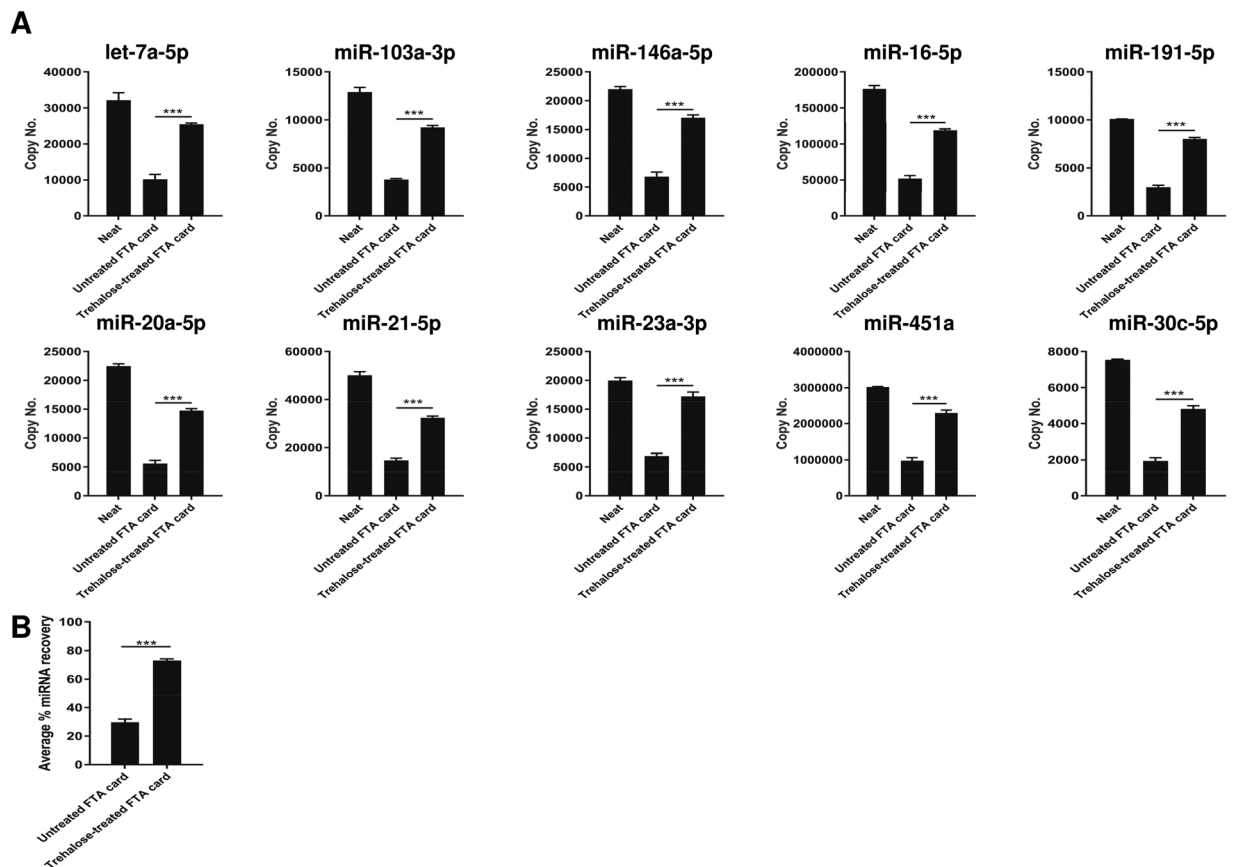 A
let-7a-5p
40000
30000
20000
10000
0
Copy No.
***
Neat
Untreated FTA card
Trehalose-treated FTA card
miR-103a-3p
15000
10000
5000
0
Copy No.
***
Neat
Untreated FTA card
Trehalose-treated FTA card
miR-146a-5p
25000
20000
15000
10000
5000
0
Copy No.
***
Neat
Untreated FTA card
Trehalose-treated FTA card
miR-16-5p
200000
150000
100000
50000
0
Copy No.
***
Neat
Untreated FTA card
Trehalose-treated FTA card
miR-191-5p
15000
10000
5000
0
Copy No.
***
Neat
Untreated FTA card
Trehalose-treated FTA card
miR-20a-5p
25000
20000
15000
10000
5000
0
Copy No.
***
Neat
Untreated FTA card
Trehalose-treated FTA card
miR-21-5p
60000
40000
20000
0
Copy No.
***
Neat
Untreated FTA card
Trehalose-treated FTA card
miR-23a-3p
25000
20000
15000
10000
5000
0
Copy No.
***
Neat
Untreated FTA card
Trehalose-treated FTA card
miR-451a
4000000
3000000
2000000
1000000
0
Copy No.
***
Neat
Untreated FTA card
Trehalose-treated FTA card
miR-30c-5p
8000
6000
4000
2000
0
Copy No.
***
Neat
Untreated FTA card
Trehalose-treated FTA card
B
100
80
60
40
20
0
Average % miRNA recovery
***
Untreated FTA card
Trehalose-treated FTA card